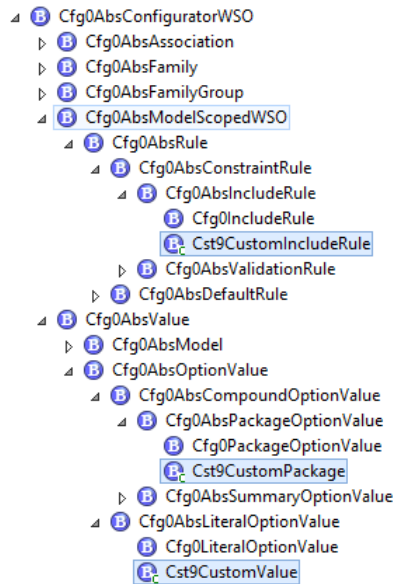 Cfg0AbsConfiguratorWSO
Cfg0AbsAssociation
Cfg0AbsFamily
Cfg0AbsFamilyGroup
Cfg0AbsModelScopedWSO
Cfg0AbsRule
Cfg0AbsConstraintRule
Cfg0AbsIncludeRule
Cfg0IncludeRule
Cst9CustomIncludeRule
Cfg0AbsValidationRule
Cfg0AbsDefaultRule
Cfg0AbsValue
Cfg0AbsModel
Cfg0AbsOptionValue
Cfg0AbsCompoundOptionValue
Cfg0AbsPackageOptionValue
Cfg0PackageOptionValue
Cst9CustomPackage
Cfg0AbsSummaryOptionValue
Cfg0AbsLiteralOptionValue
Cfg0LiteralOptionValue
Cst9CustomValue